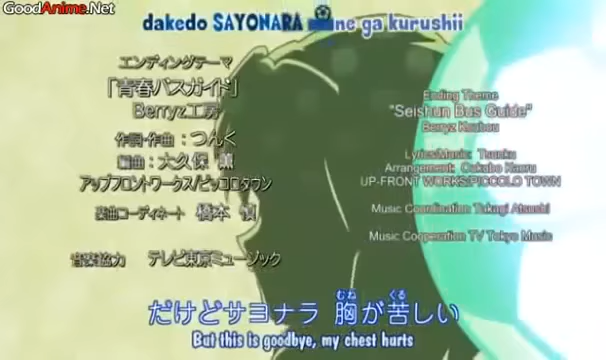 GoodAnime.Net
dakedo SAYONARA mune ga kurushii
エンディングテーマ
「青春バスガイド」
Berryz工房
作詞・作曲：つんく
編曲：大久保 薫
アップフロントワークス/ピッコロタウン
楽曲コーディネート 橋本 慎
音楽協力 テレビ東京ミュージック
Ending Theme
"Seishun Bus Guide"
Berryz Koubou
Lyrics/Music: Tsunku
Arrangement: Ookubo Kaoru
UP-FRONT WORKS/PICCOLO TOWN
Music Coordination Takagi Atsushi
Music Cooperation TV Tokyo Music
むね くる
だけどサヨナラ 胸が苦しい
But this is goodbye, my chest hurts